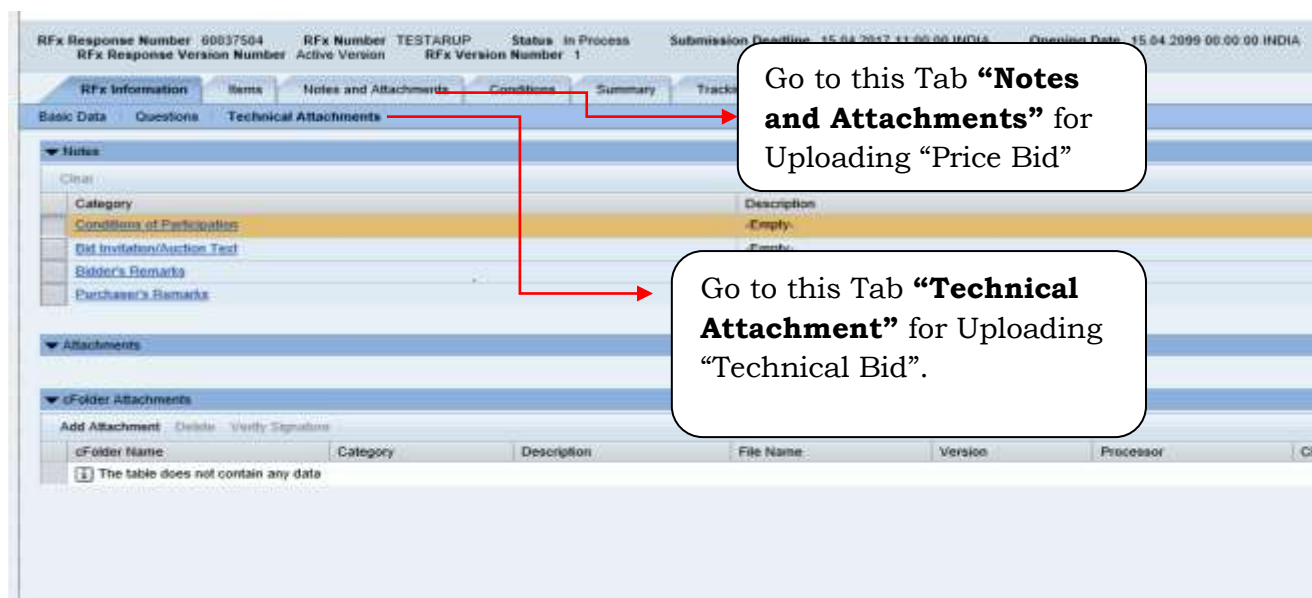 RFx Response Number 60037504 RFx Number TESTARUP Status In Process Submission Deadline 15.04.2017 11:00:00 INDIA Opening Date 15.04.2099 00:00:00 INDIA
RFx Response Version Number Active Version RFx Version Number 1
RFx Information Items Notes and Attachments Conditions Summary
Go to this Tab “Notes
and Attachments” for
Uploading “Price Bid”
Basic Data Questions Technical Attachments
Notes
Clear
Category Description
Conditions of Participation -Empty-
Bid Invitation/Auction Text -Empty-
Bidder's Remarks
Purchaser's Remarks
Go to this Tab “Technical
Attachment” for Uploading
“Technical Bid”.
Attachments
cFolder Attachments
Add Attachment Delete Verify Signature
cFolder Name Category Description File Name Version Processor
The table does not contain any data